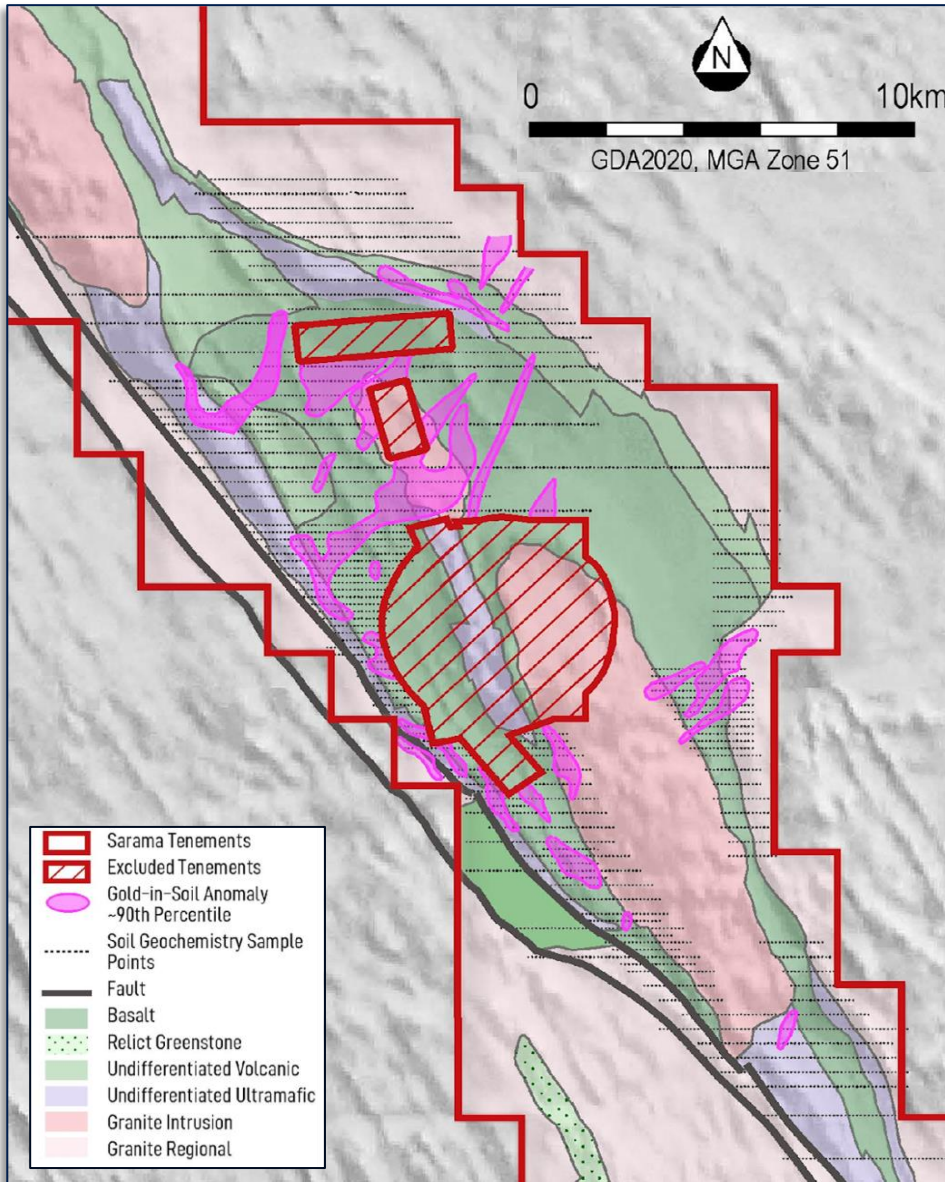 N
0 10km
GDA2020, MGA Zone 51
Sarama Tenements
Excluded Tenements
Gold-in-Soil Anomaly
~90th Percentile
Soil Geochemistry Sample
Points
Fault
Basalt
Relict Greenstone
Undifferentiated Volcanic
Undifferentiated Ultramafic
Granite Intrusion
Granite Regional